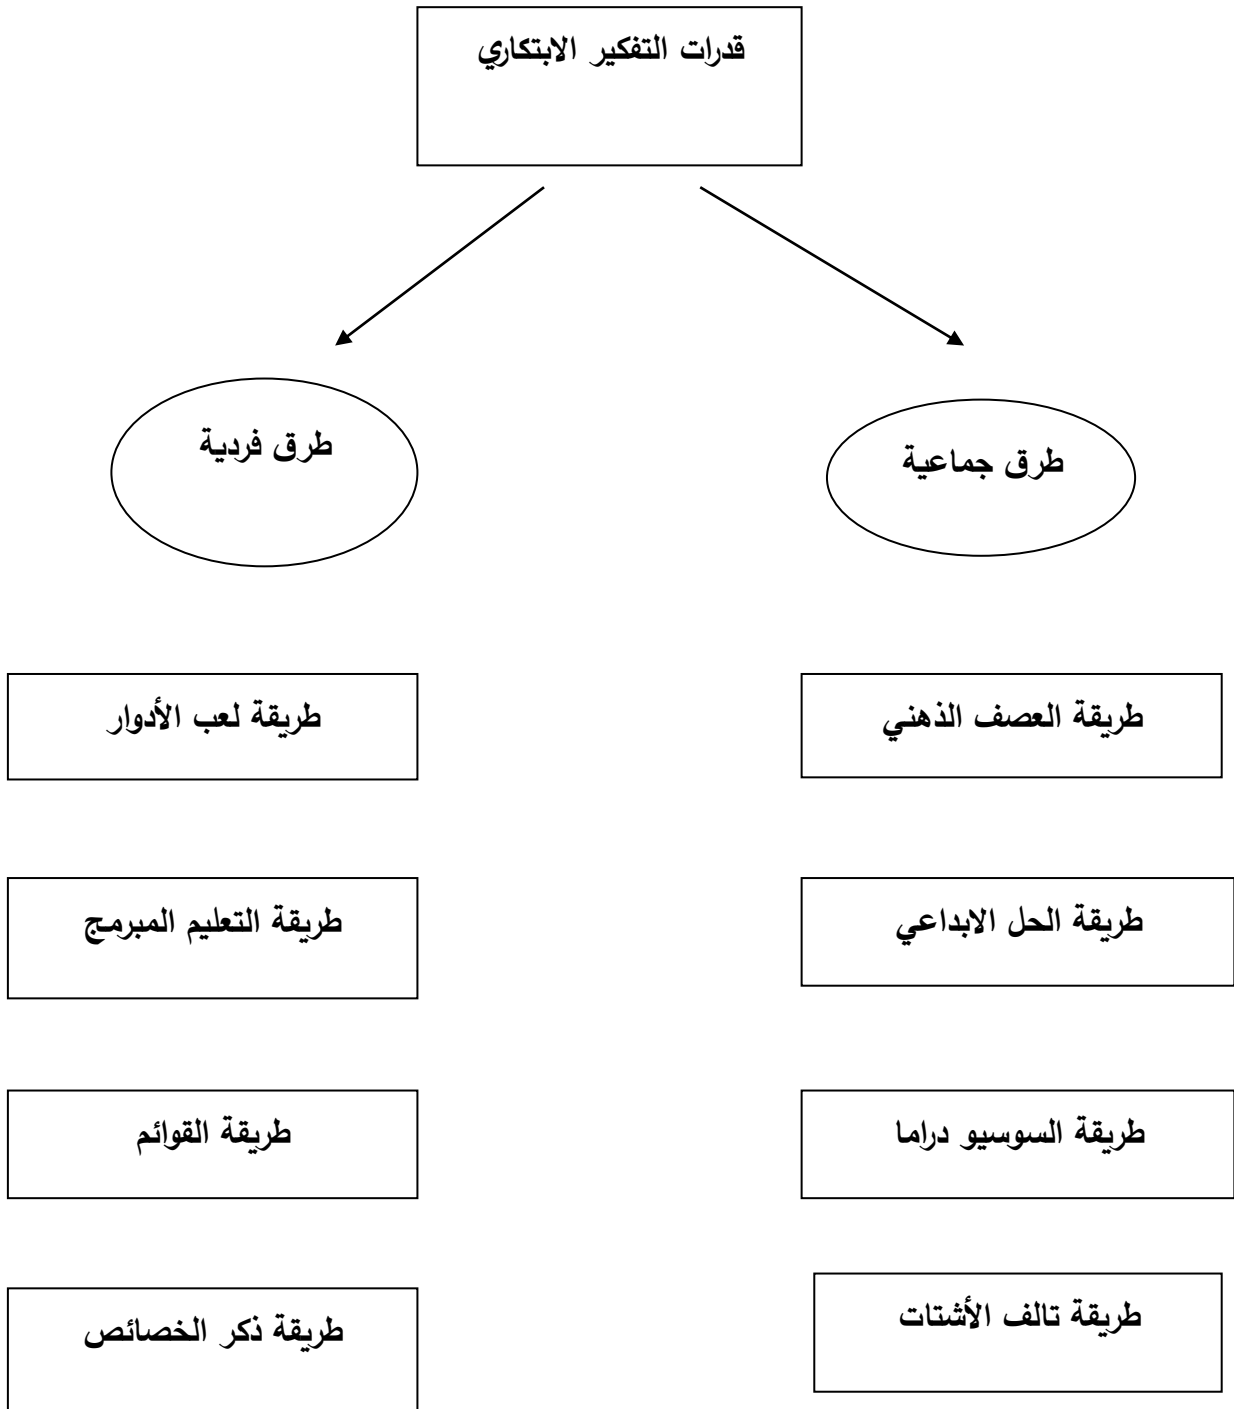 قدرات التفكير الابتكاري
طرق جماعية
طرق فردية
طريقة العصف الذهني
طريقة لعب الأدوار
طريقة الحل الابداعي
طريقة التعليم المبرمج
طريقة السوسيو دراما
طريقة القوائم
طريقة تالف الأشتات
طريقة ذكر الخصائص